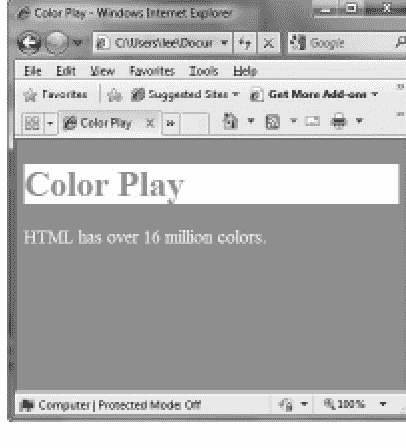 Color Play - Windows Internet Explorer
C:\Users\lee\Docur
Google
File Edit View Favorites Tools Help
Favorites Suggested Sites Get More Add-ons
Color Play
Color Play
HTML has over 16 million colors.
Computer | Protected Mode: Off 100%